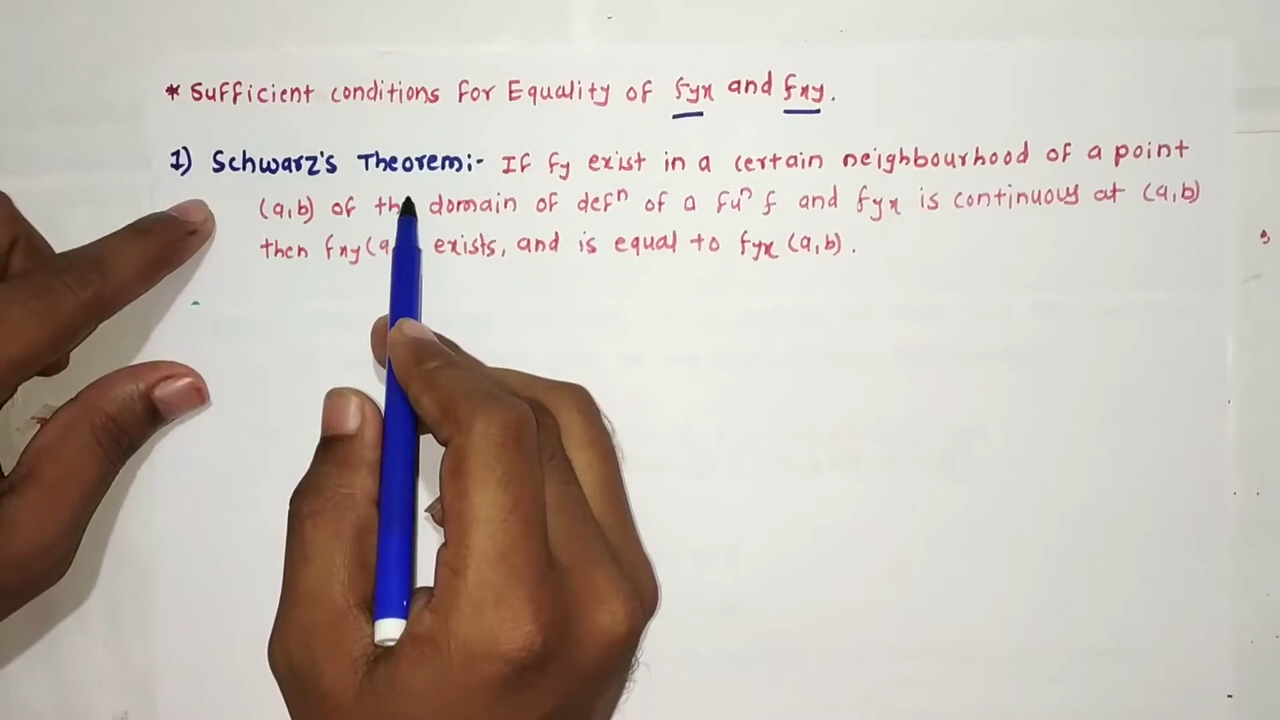 * Sufficient conditions for Equality of fyx and fxy.
1) Schwarz's Theorem:- If fy exist in a certain neighbourhood of a point
(a,b) of the domain of defⁿ of a fuⁿ f and fyx is continuous at (a,b)
then fxy(a exists, and is equal to fyx (a,b).